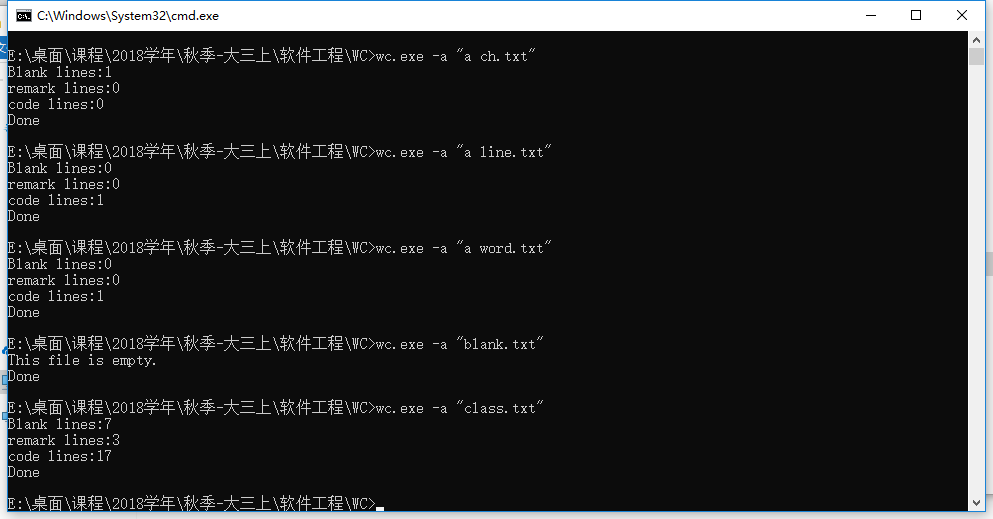 C:\Windows\System32\cmd.exe
E:\桌面\课程\2018学年\秋季-大三上\软件工程\WC>wc.exe -a "a ch.txt"
Blank lines:1
remark lines:0
code lines:0
Done
E:\桌面\课程\2018学年\秋季-大三上\软件工程\WC>wc.exe -a "a line.txt"
Blank lines:0
remark lines:0
code lines:1
Done
E:\桌面\课程\2018学年\秋季-大三上\软件工程\WC>wc.exe -a "a word.txt"
Blank lines:0
remark lines:0
code lines:1
Done
E:\桌面\课程\2018学年\秋季-大三上\软件工程\WC>wc.exe -a "blank.txt"
This file is empty.
Done
E:\桌面\课程\2018学年\秋季-大三上\软件工程\WC>wc.exe -a "class.txt"
Blank lines:7
remark lines:3
code lines:17
Done
E:\桌面\课程\2018学年\秋季-大三上\软件工程\WC>